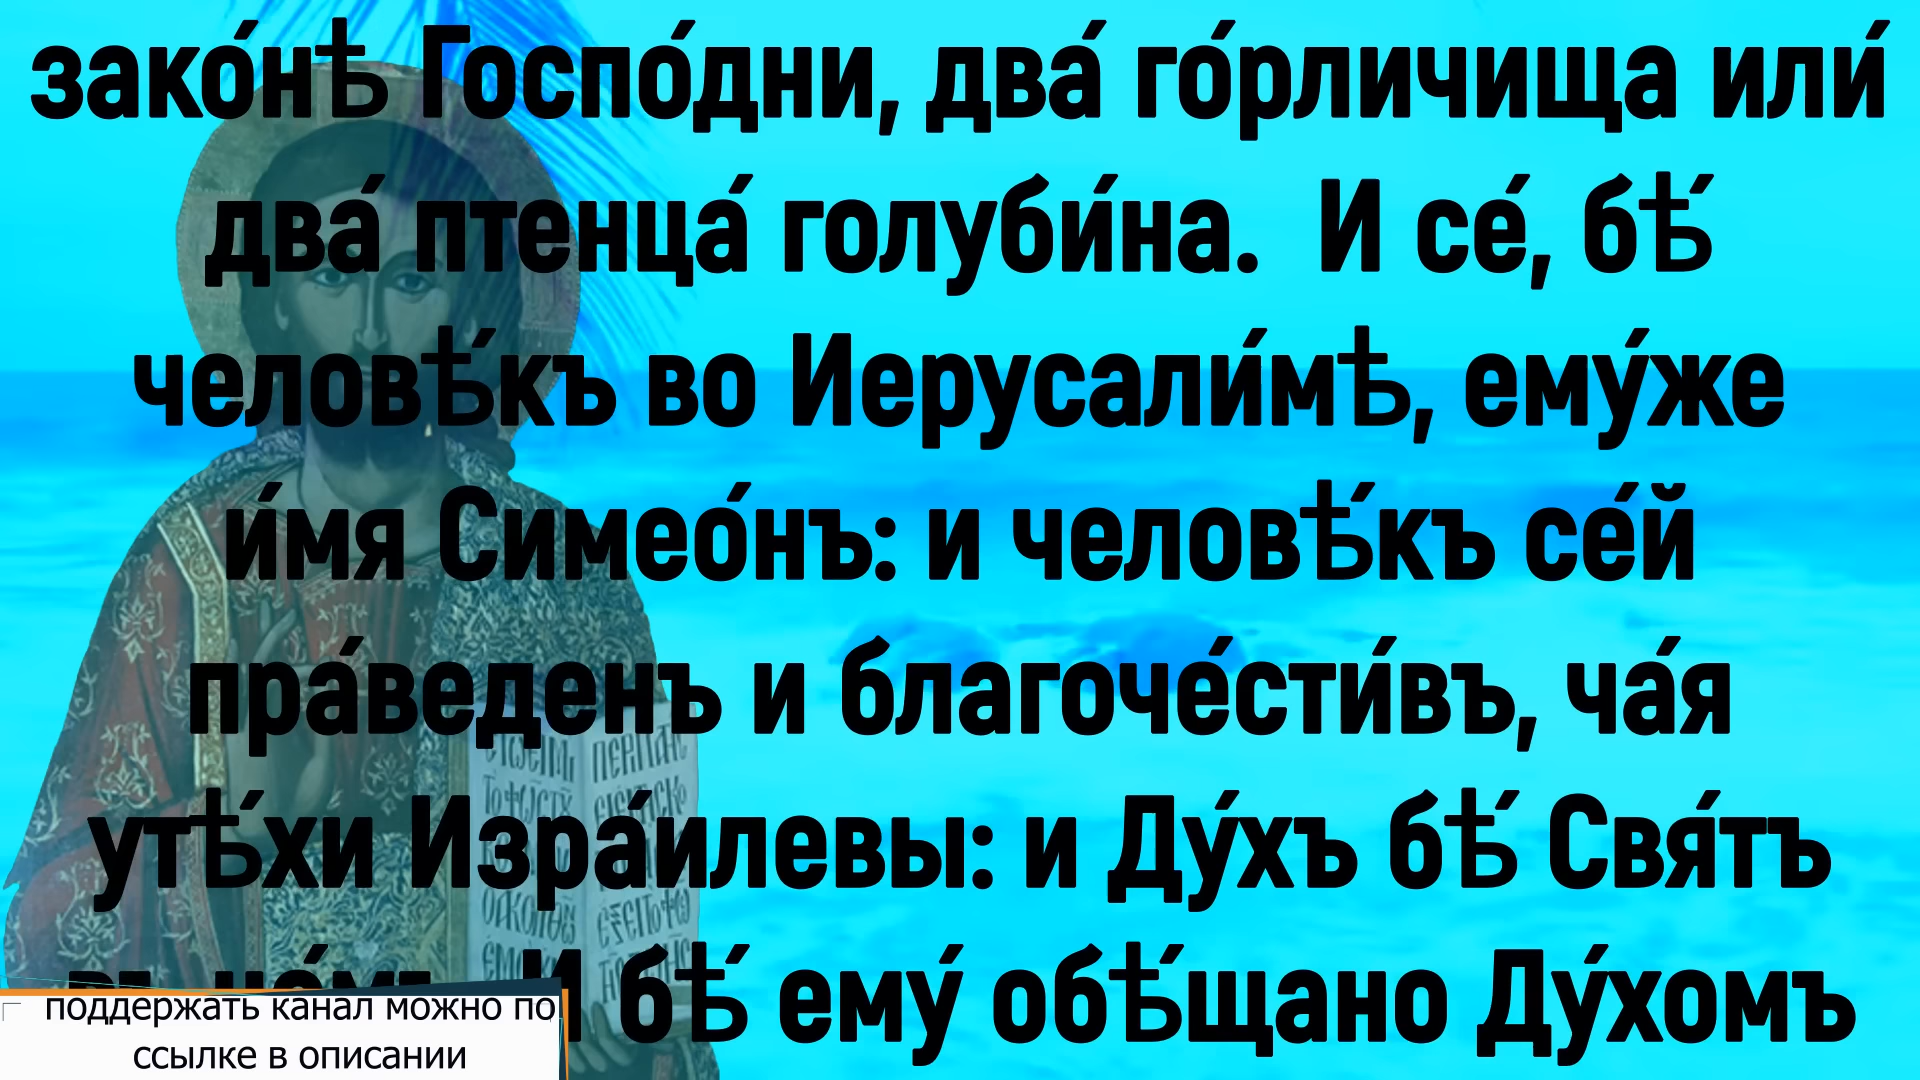 зако́нѣ Госпо́дни, два́ го́рличища или́
два́ птенца́ голуби́на.  И се́, бѣ́
человѣ́къ во Иерусали́мѣ, ему́же
и́мя Симео́нъ: и человѣ́къ се́й
пра́веденъ и благоче́сти́въ, ча́я
утѣ́хи Изра́илевы: и Ду́хъ бѣ́ Свя́тъ
И бѣ́ ему́ обѣ́щано Ду́хомъ
поддержать канал можно по
ссылке в описании